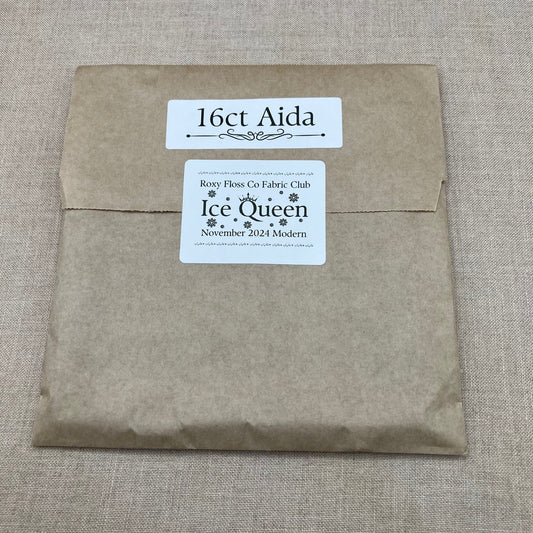 16ct Aida
Roxy Floss Co Fabric Club
Ice Queen
November 2024 Modern